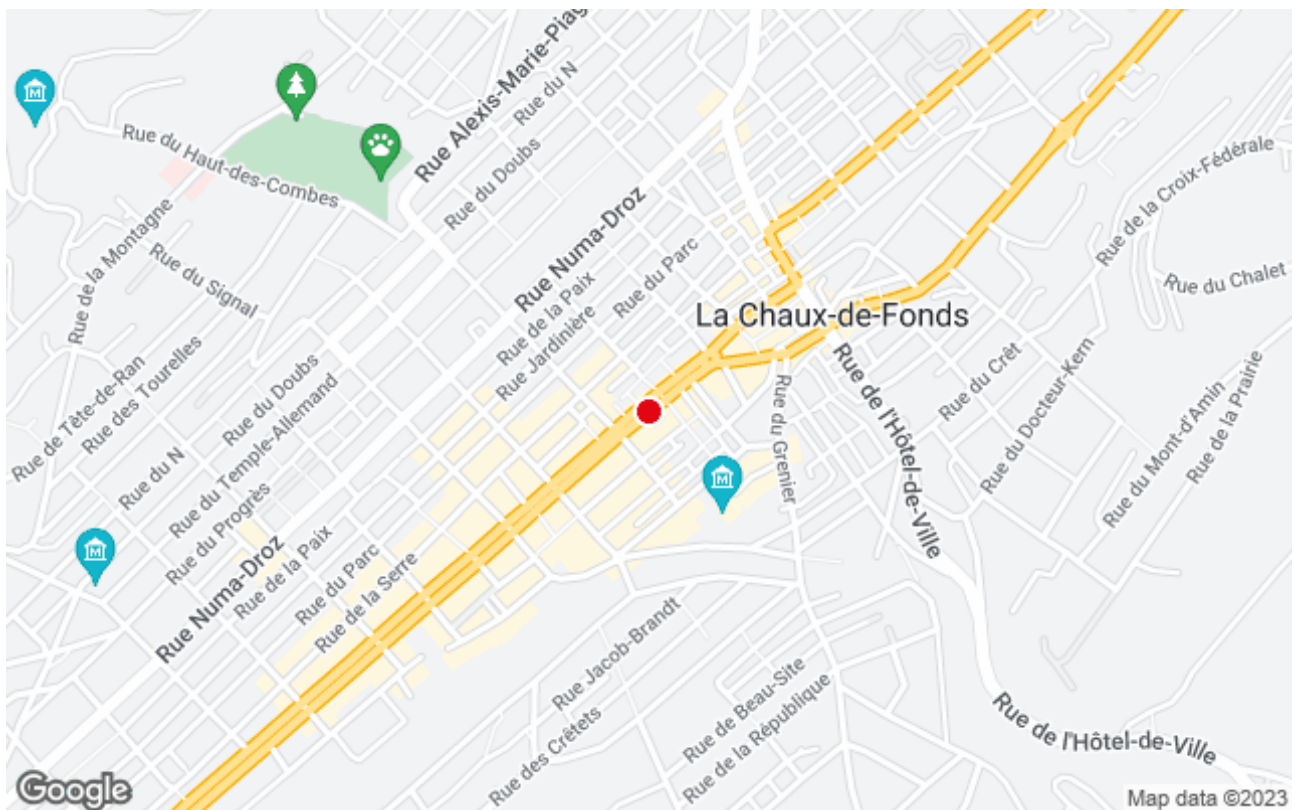 Rue Alexis-Marie-Piag
Rue du N
Rue du Haut-des-Combes
Rue du Doubs
Rue de la Croix-Fédérale
Rue de la Montagne
Rue Numa-Droz
Rue du Parc
Rue du Signal
Rue de la Paix
Rue du Chalet
Rue Jardinière
La Chaux-de-Fonds
Rue de Tête-de-Ran
Rue des Tourelles
Rue du Doubs
Rue du Temple-Allemand
Rue de l'Hôtel-de-Ville
Rue du Crêt
Rue du Docteur-Kern
Rue du Mont-d'Amin
Rue de la Prairie
Rue du Grenier
Rue du N
Rue du Progrès
Rue Numa-Droz
Rue de la Paix
Rue du Parc
Rue de la Serre
Rue Jacob-Brandt
Rue des Crêtets
Rue de Beau-Site
Rue de la République
Rue de l'Hôtel-de-Ville
Google
Map data ©2023